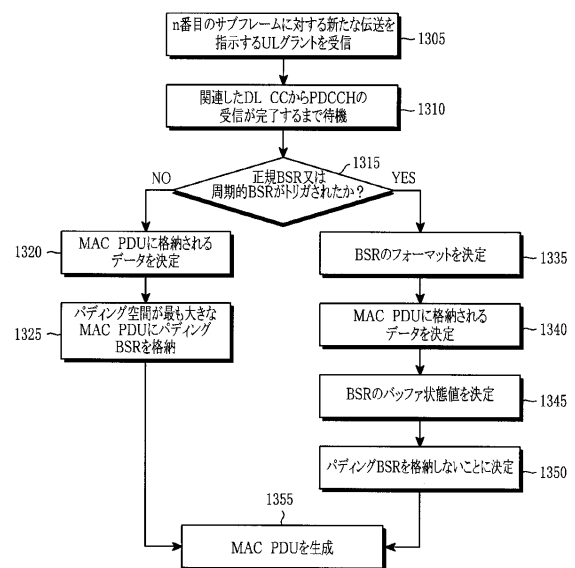 n番目のサブフレームに対する新たな伝送を
指示するULグラントを受信
1305
関連したDL CCからPDCCHの
受信が完了するまで待機
1310
1315
正規BSR又は
周期的BSRがトリガされたか?
NO
YES
1320
MAC PDUに格納される
データを決定
BSRのフォーマットを決定
1335
1325
パディング空間が最も大きな
MAC PDUにパディング
BSRを格納
MAC PDUに格納される
データを決定
1340
BSRのバッファ状態値を決定
1345
パディングBSRを格納しないことに決定
1350
1355
MAC PDUを生成